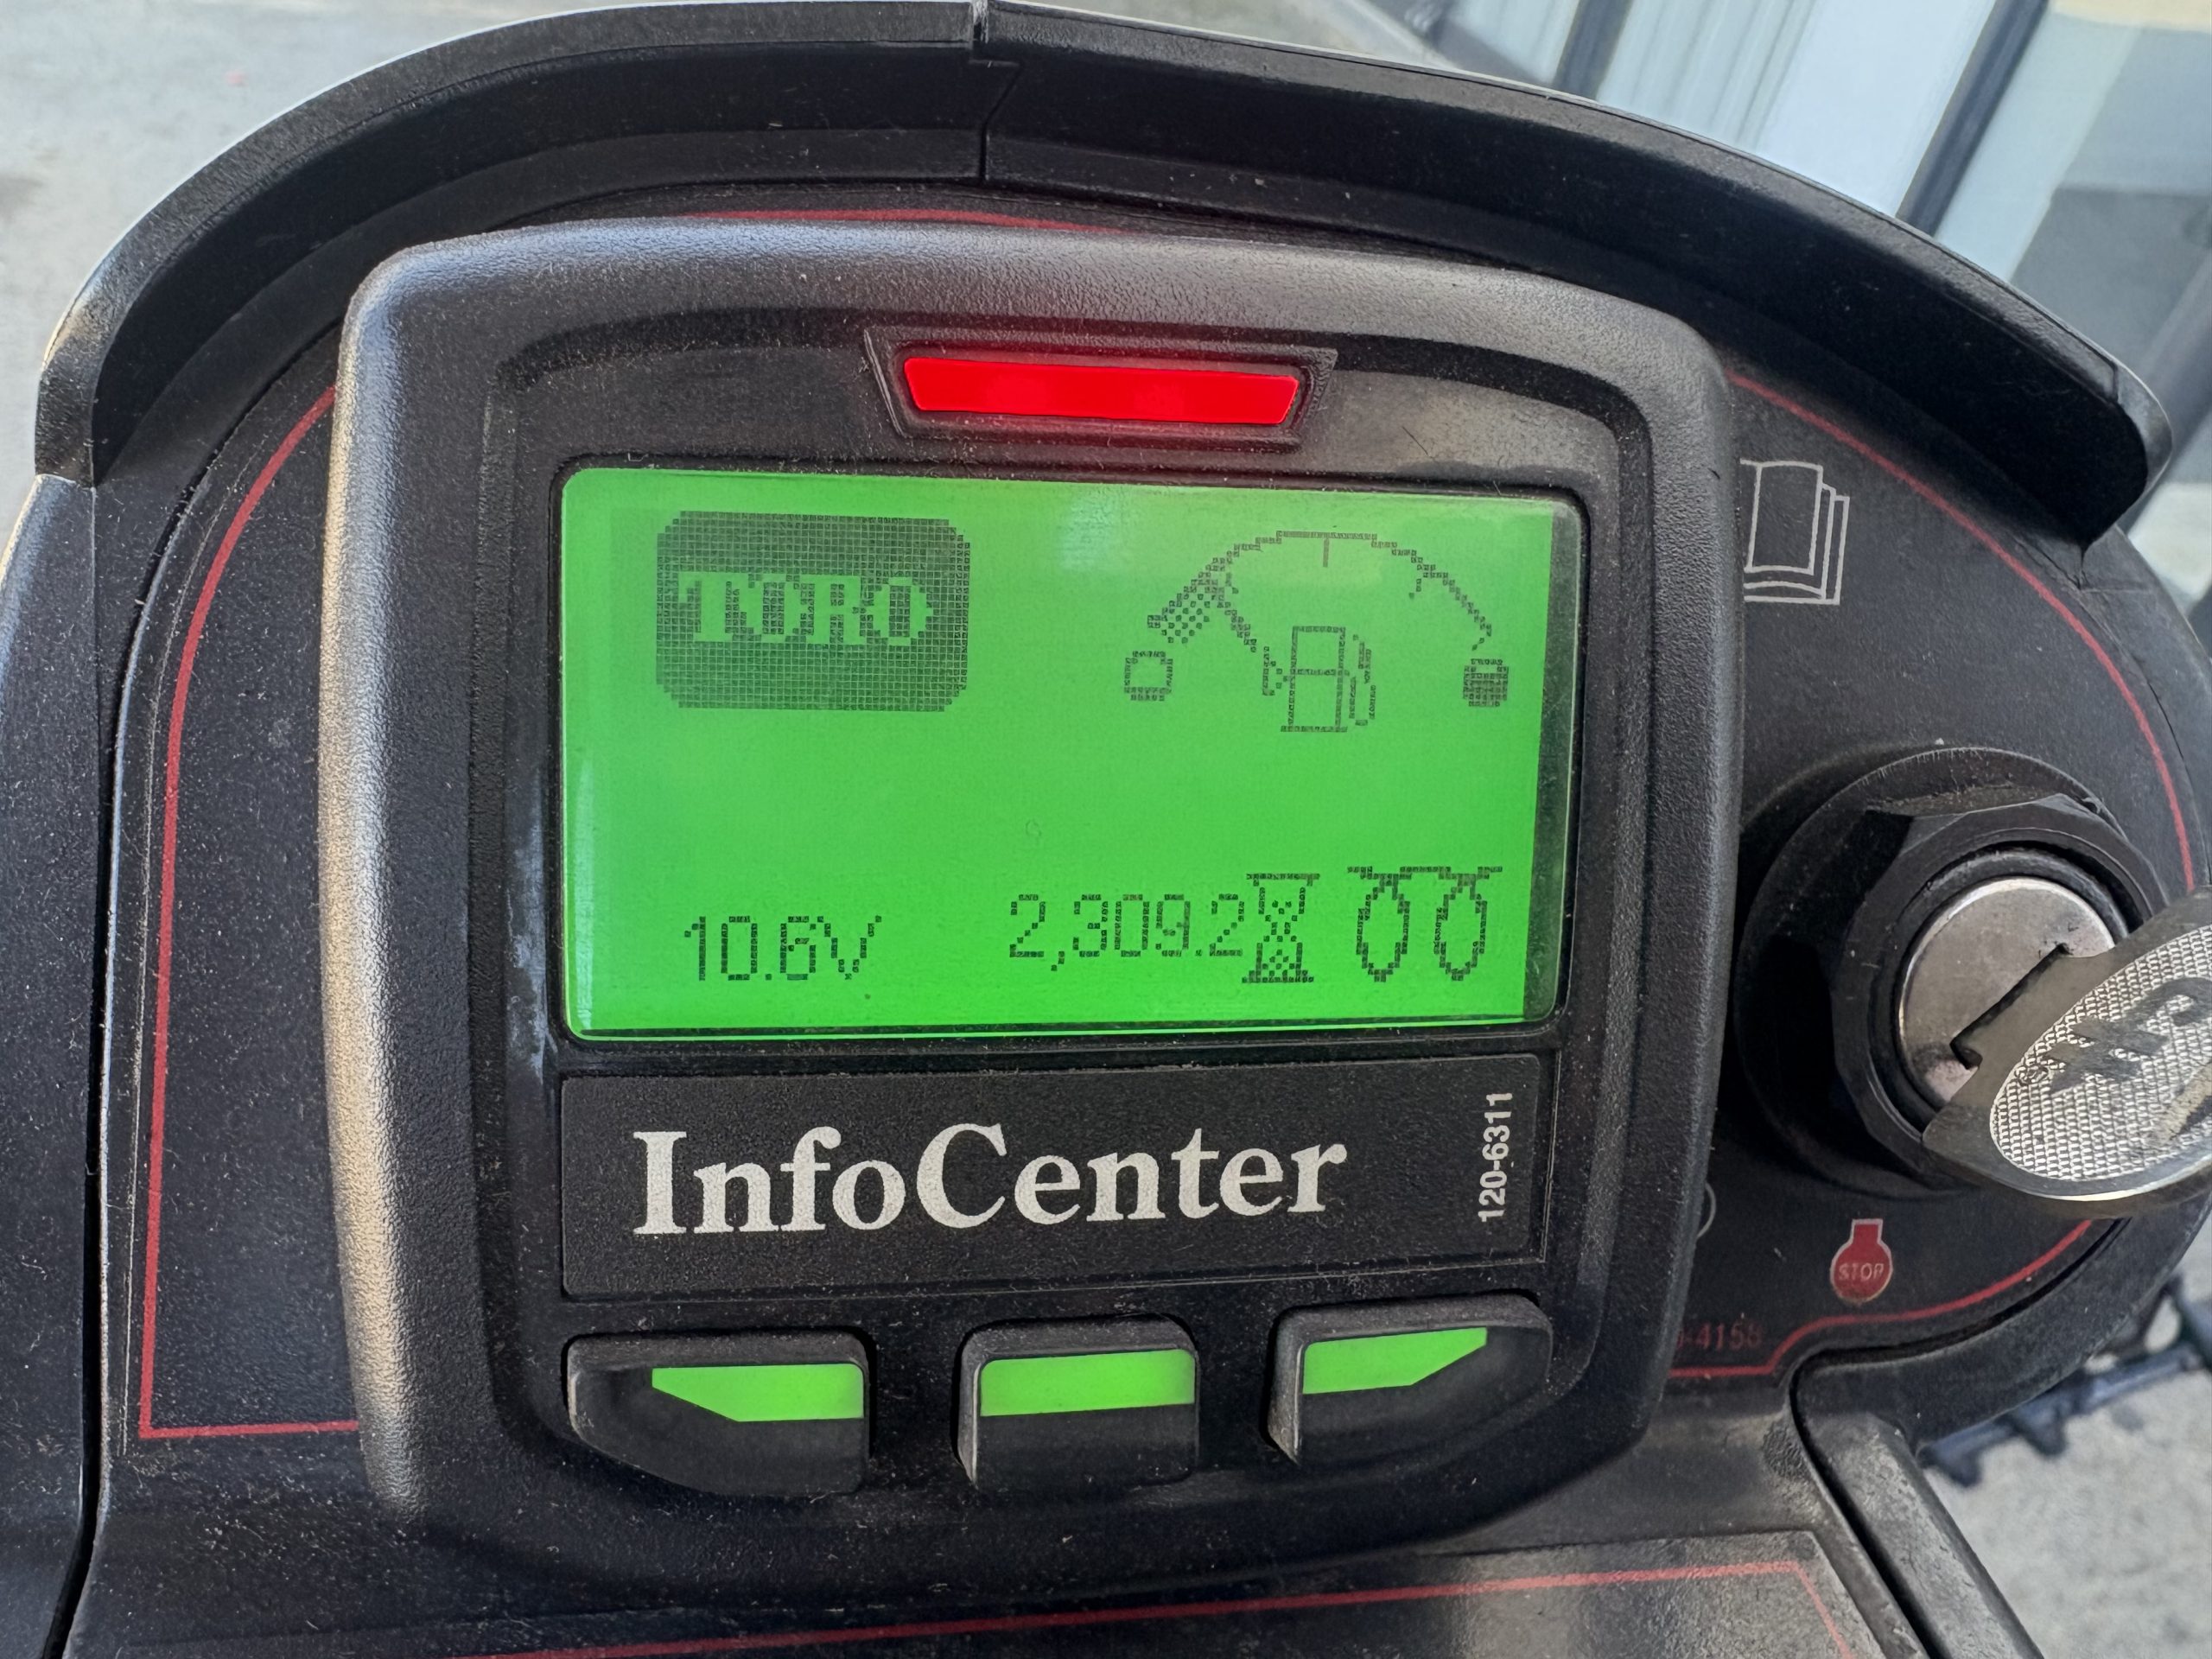 TORO
10.6V 2,309.2
InfoCenter
120-6311
STOP